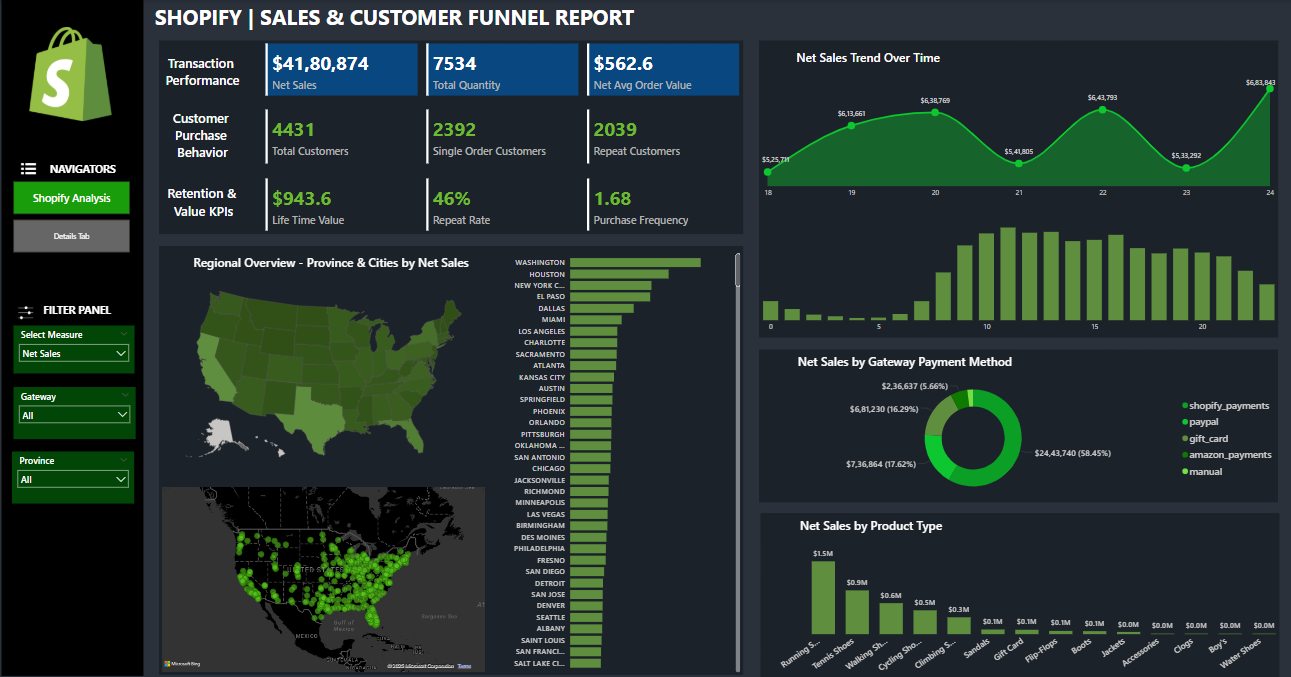 SHOPIFY | SALES & CUSTOMER FUNNEL REPORT
S
NAVIGATORS
Shopify Analysis
Details Tab
FILTER PANEL
Select Measure
Net Sales
Gateway
All
Province
All
Transaction
Performance
$41,80,874
Net Sales
7534
Total Quantity
$562.6
Net Avg Order Value
Customer
Purchase
Behavior
4431
Total Customers
2392
Single Order Customers
2039
Repeat Customers
Retention &
Value KPIs
$943.6
Life Time Value
46%
Repeat Rate
1.68
Purchase Frequency
Regional Overview - Province & Cities by Net Sales
WASHINGTON
HOUSTON
NEW YORK C...
EL PASO
DALLAS
MIAMI
LOS ANGELES
CHARLOTTE
SACRAMENTO
ATLANTA
KANSAS CITY
AUSTIN
SPRINGFIELD
PHOENIX
ORLANDO
PITTSBURGH
OKLAHOMA ...
SAN ANTONIO
CHICAGO
JACKSONVILLE
RICHMOND
MINNEAPOLIS
LAS VEGAS
BIRMINGHAM
DES MOINES
PHILADELPHIA
FRESNO
SAN DIEGO
DETROIT
SAN JOSE
DENVER
SEATTLE
ALBANY
SAINT LOUIS
SAN FRANCI...
SALT LAKE CI...
UNITED STATES
MEXICO
Gulf of
Mexico
Sargasso Sea
CUBA
GUATEMALA
NICARAGUA
Microsoft Bing
©2025 Microsoft Corporation Terms
Net Sales Trend Over Time
$5,25,711
$6,13,661
$6,38,769
$5,41,805
$6,43,793
$5,33,292
$6,83,843
18 19 20 21 22 23 24
0 5 10 15 20
Net Sales by Gateway Payment Method
$2,36,637 (5.66%)
$6,81,230 (16.29%)
$7,36,864 (17.62%)
$24,43,740 (58.45%)
shopify_payments
paypal
gift_card
amazon_payments
manual
Net Sales by Product Type
$1.5M $0.9M $0.6M $0.5M $0.3M $0.1M $0.1M $0.1M $0.1M $0.0M $0.0M $0.0M $0.0M $0.0M
Running S... Tennis Shoes Walking Sh... Cycling Sho... Climbing S... Sandals Gift Card Flip-Flops Boots Jackets Accessories Clogs Boy's Water Shoes